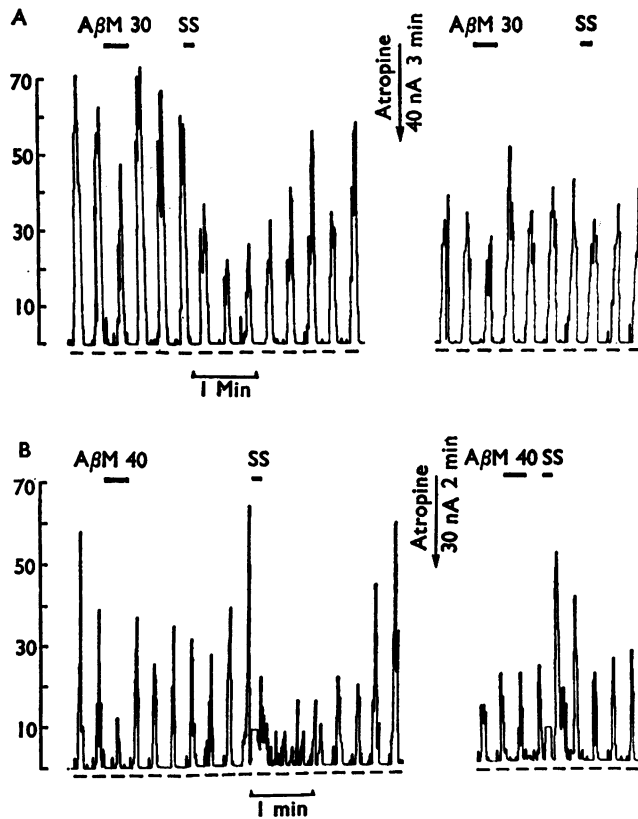 A
AβM 30
SS
Atropine
40 nA 3 min
AβM 30
SS
70
50
30
10
1 Min
B
AβM 40
SS
Atropine
30 nA 2 min
AβM 40 SS
70
50
30
10
1 min